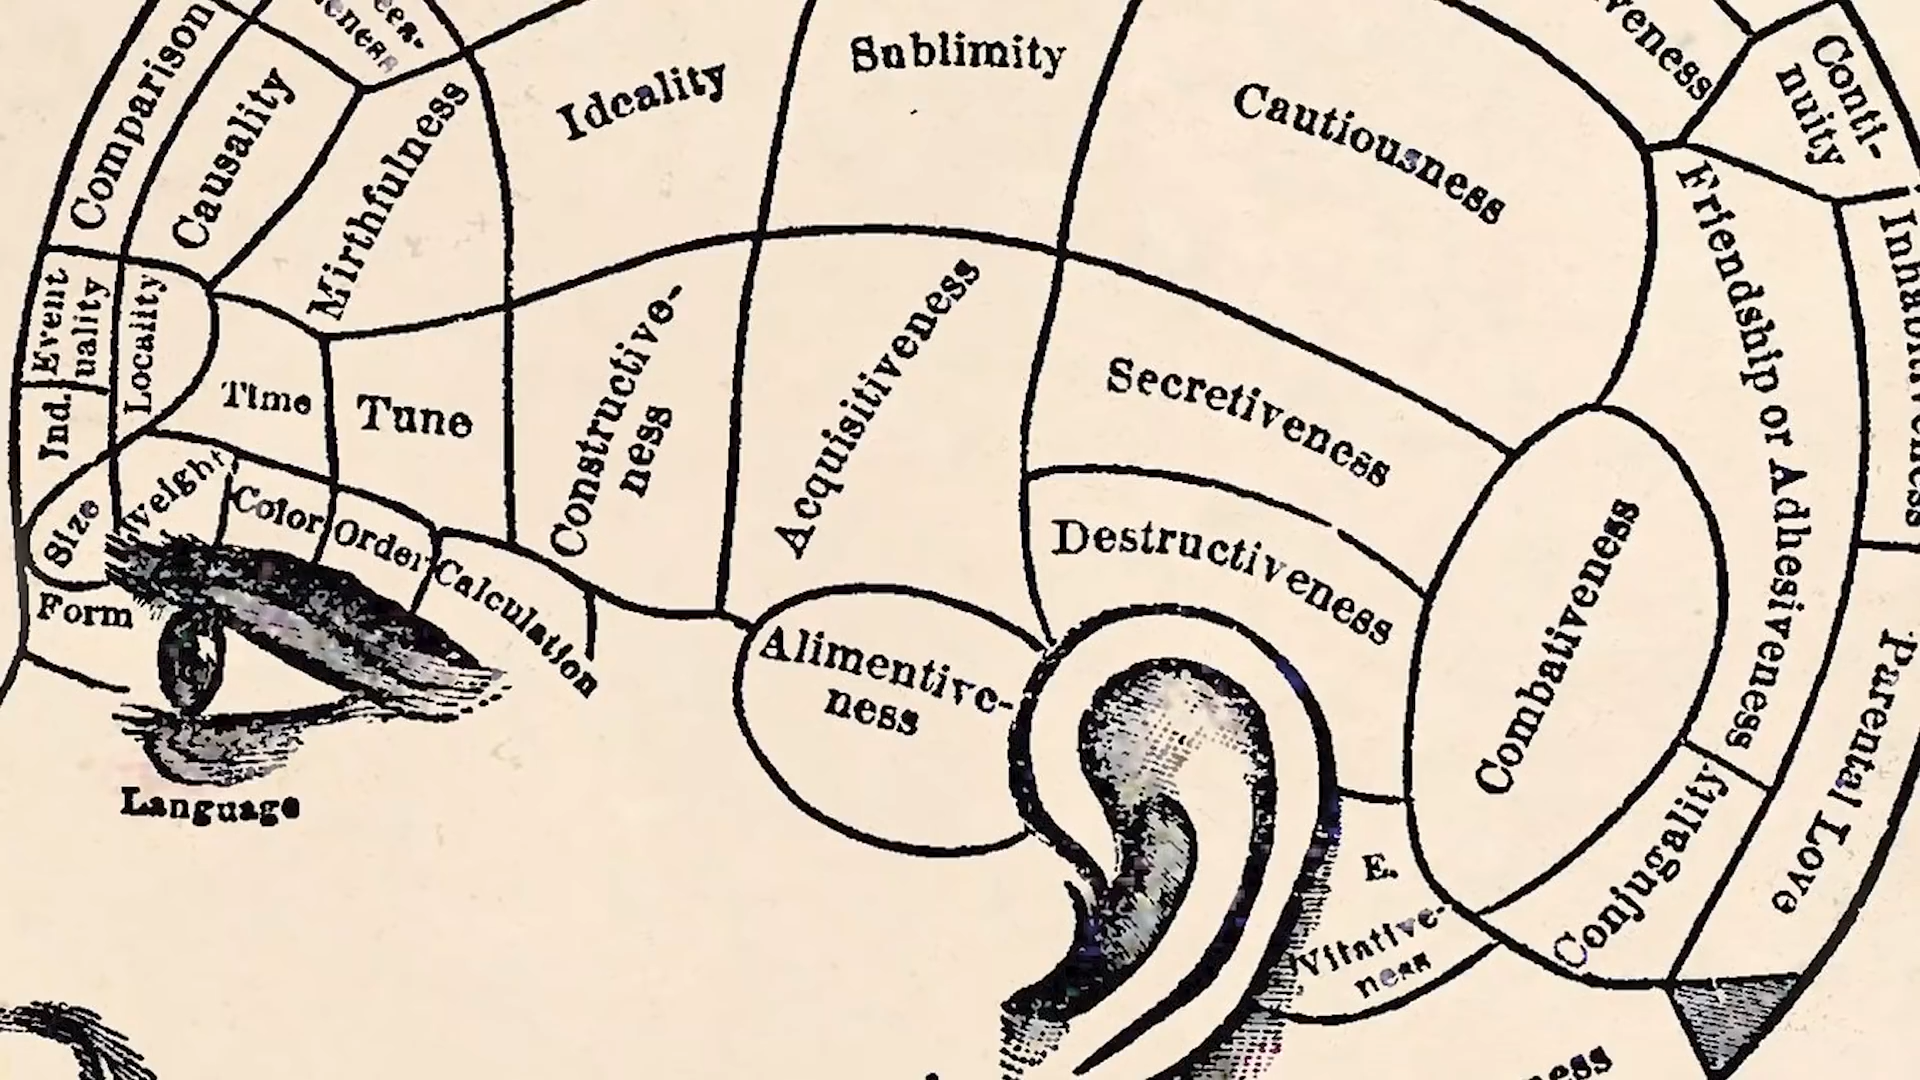 Comparison
Causality
Mirthfulness
Ideality
Sublimity
Cautiousness
Conti-
nuity
Friendship or Adhesiveness
Event
uality
Locality
Ind.
Time
Tune
Constructive-
ness
Acquisitiveness
Secretiveness
Destructiveness
Combativeness
Size
Weight
Color
Order
Calculation
Form
Alimentive-
ness
Language
Parental Love
Conjugality
E.
Vitative-
ness